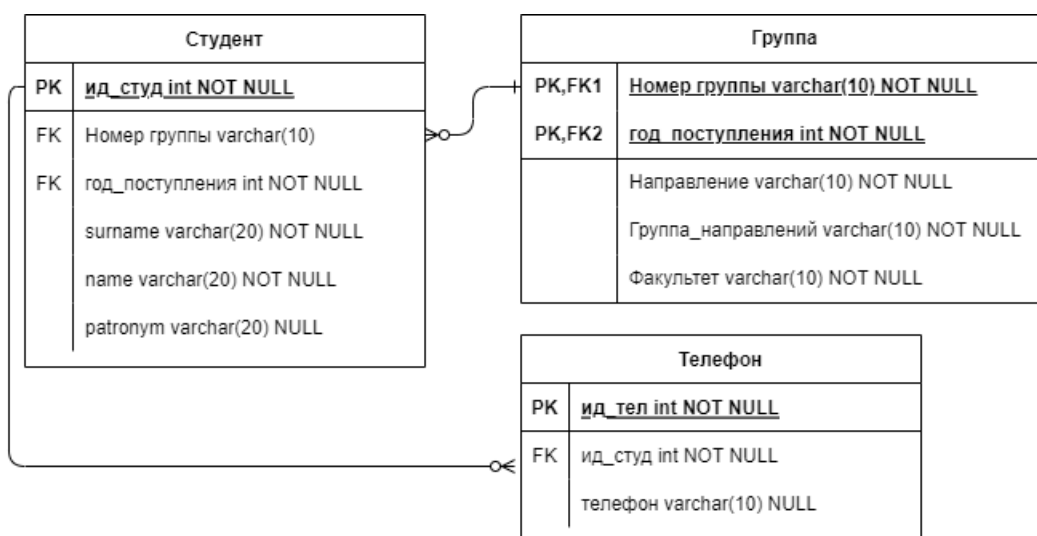 Студент
PK ид_студ int NOT NULL
FK Номер группы varchar(10)
FK год_поступления int NOT NULL
surname varchar(20) NOT NULL
name varchar(20) NOT NULL
patronym varchar(20) NULL
Группа
PK,FK1 Номер группы varchar(10) NOT NULL
PK,FK2 год_поступления int NOT NULL
Направление varchar(10) NOT NULL
Группа_направлений varchar(10) NOT NULL
Факультет varchar(10) NOT NULL
Телефон
PK ид_тел int NOT NULL
FK ид_студ int NOT NULL
телефон varchar(10) NULL